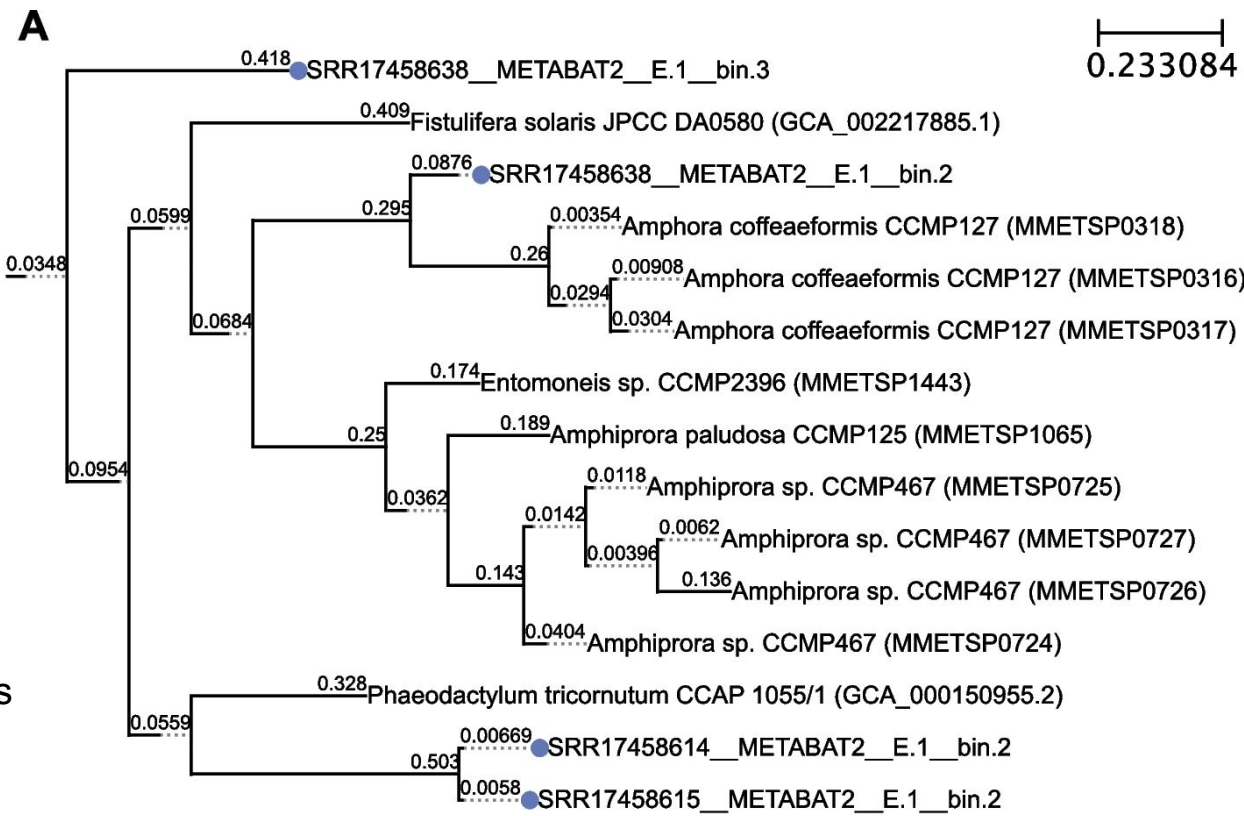 A
0.233084
0.418 SRR17458638__METABAT2__E.1__bin.3
0.409 Fistulifera solaris JPCC DA0580 (GCA_002217885.1)
0.0876 SRR17458638__METABAT2__E.1__bin.2
0.0599
0.295
0.00354 Amphora coffeaeformis CCMP127 (MMETSP0318)
0.26
0.0348
0.00908 Amphora coffeaeformis CCMP127 (MMETSP0316)
0.0294
0.0684
0.0304 Amphora coffeaeformis CCMP127 (MMETSP0317)
0.174 Entomoneis sp. CCMP2396 (MMETSP1443)
0.25
0.189 Amphiprora paludosa CCMP125 (MMETSP1065)
0.0954
0.0118 Amphiprora sp. CCMP467 (MMETSP0725)
0.0362
0.0142
0.0062 Amphiprora sp. CCMP467 (MMETSP0727)
0.00396
0.143
0.136 Amphiprora sp. CCMP467 (MMETSP0726)
0.0404 Amphiprora sp. CCMP467 (MMETSP0724)
s
0.328 Phaeodactylum tricornutum CCAP 1055/1 (GCA_000150955.2)
0.0559
0.00669 SRR17458614__METABAT2__E.1__bin.2
0.503
0.0058 SRR17458615__METABAT2__E.1__bin.2